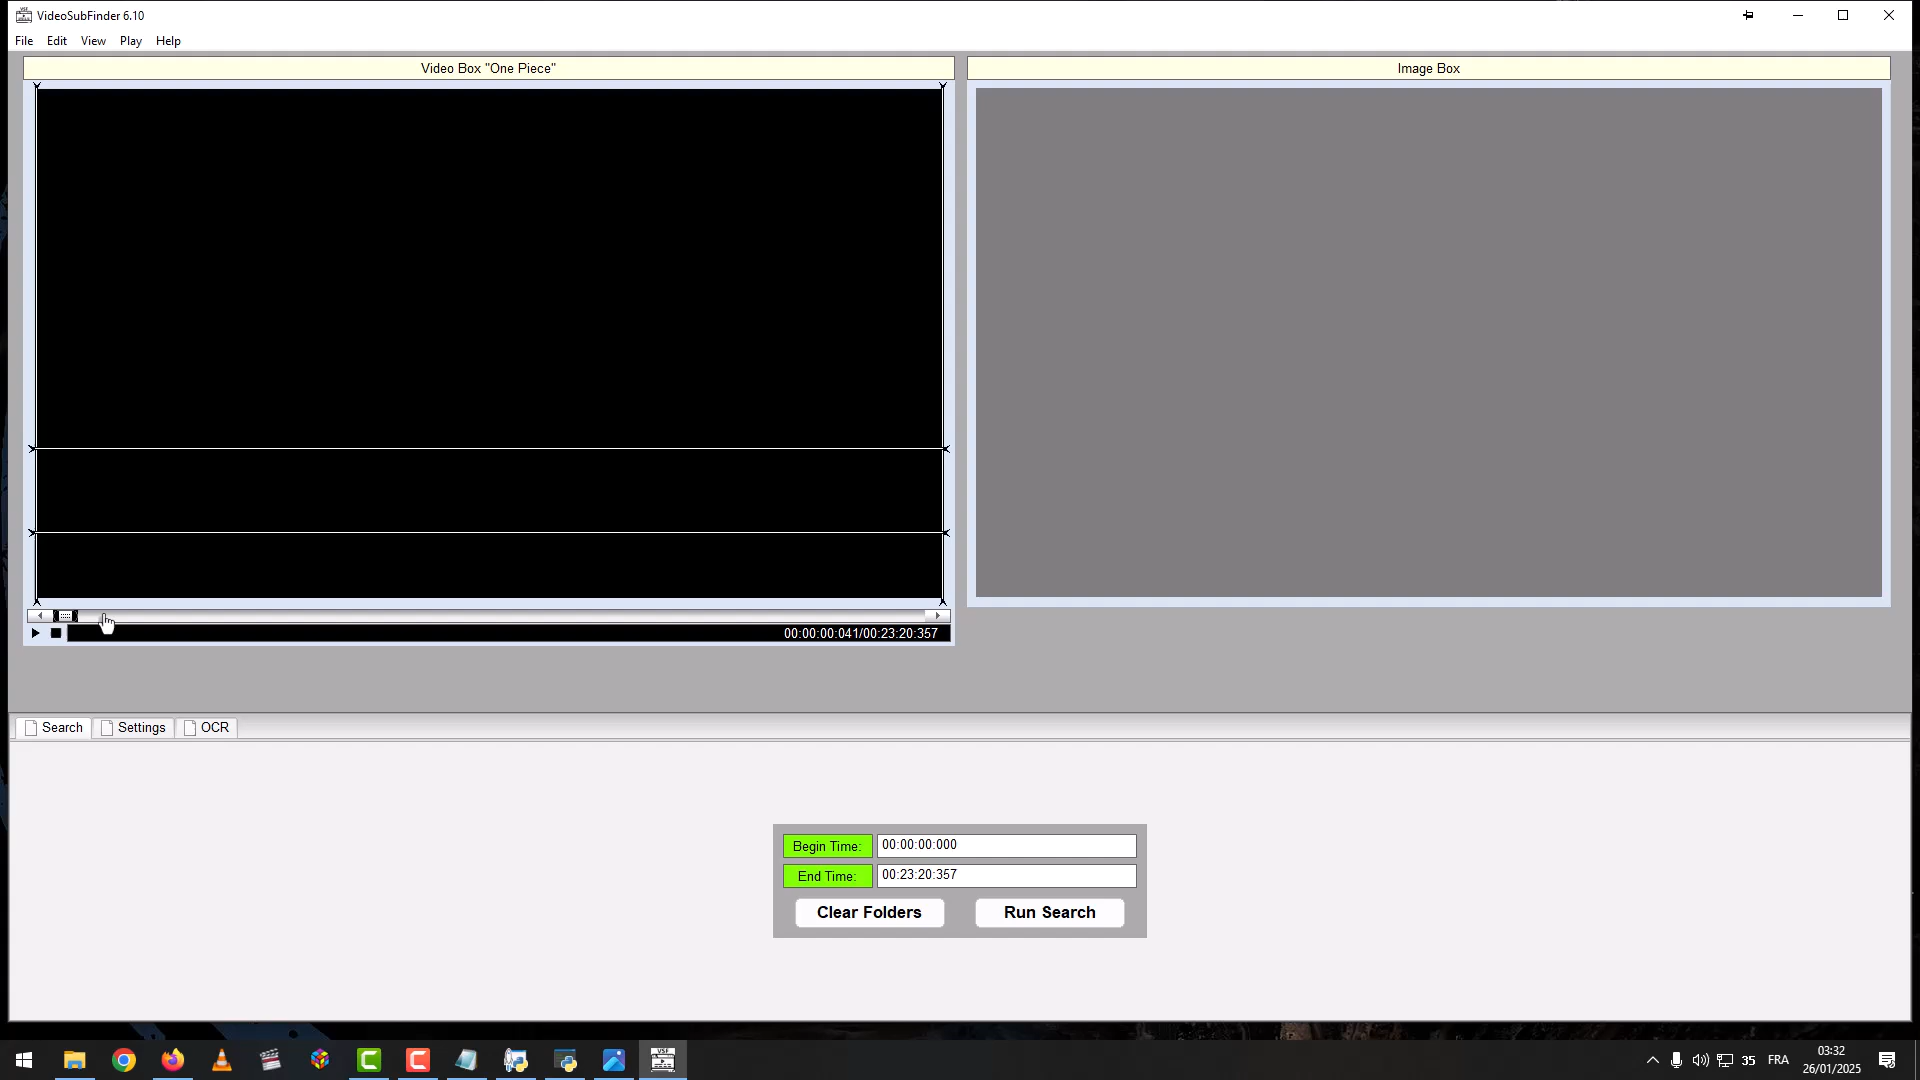 VideoSubFinder 6.10
File Edit View Play Help
Video Box "One Piece"
Image Box
00:00:00:041/00:23:20:357
Search Settings OCR
Begin Time: 00:00:00:000
End Time: 00:23:20:357
Clear Folders Run Search
35 FRA 03:32
26/01/2025